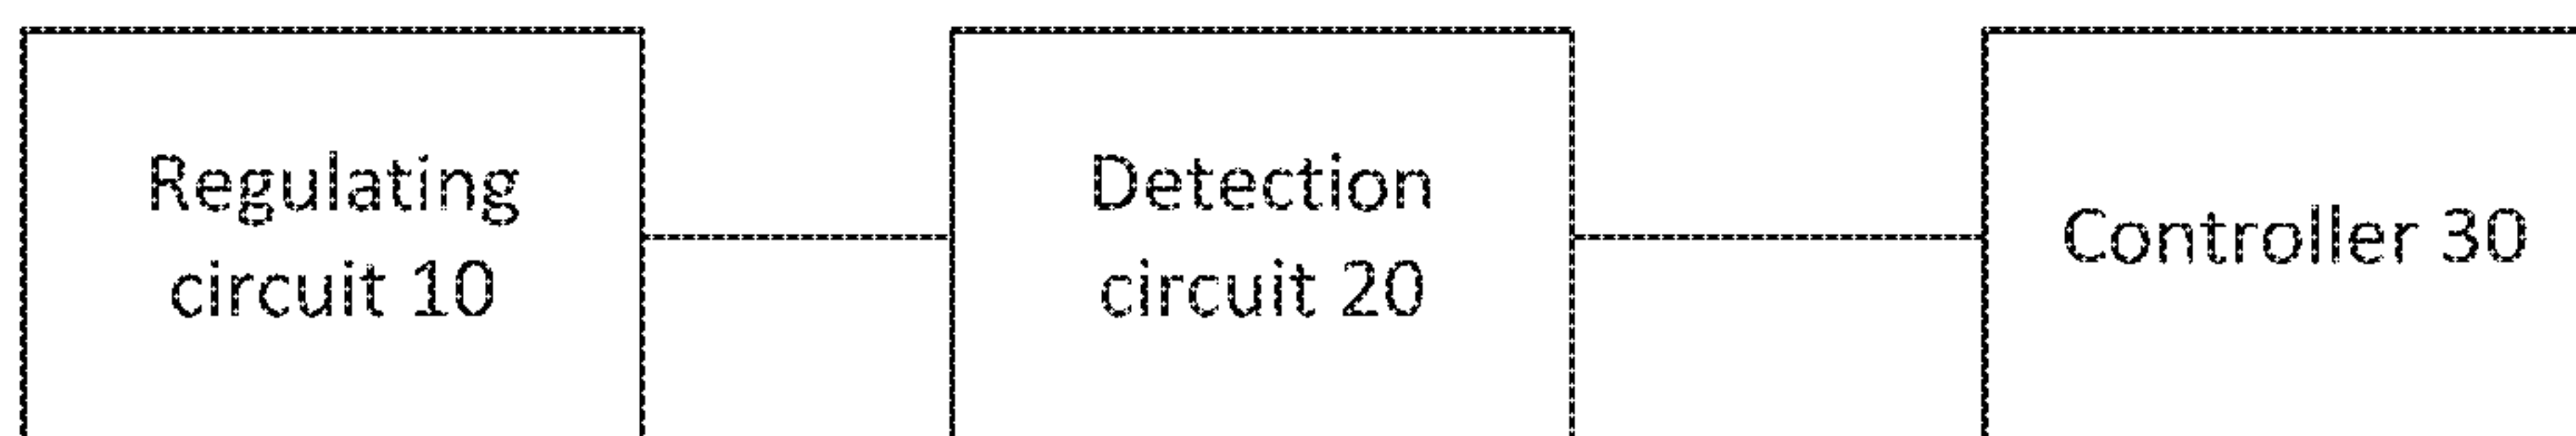 Regulating
circuit 10
Detection
circuit 20
Controller 30